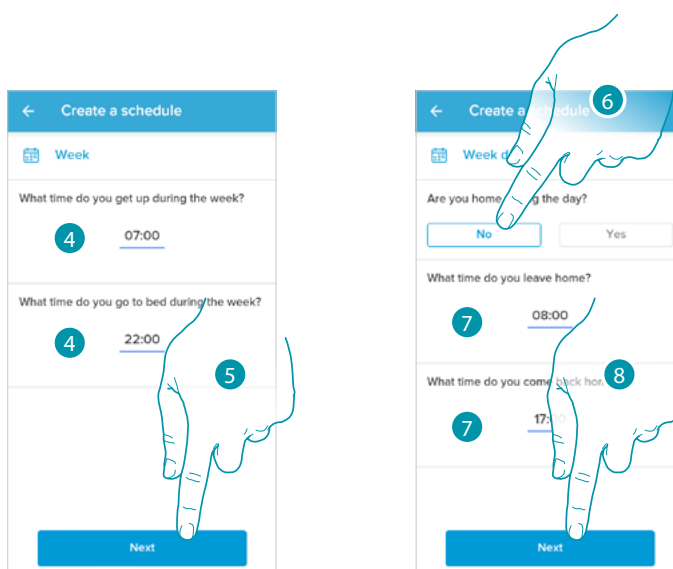 Create a schedule
Week
What time do you get up during the week?
4
07:00
What time do you go to bed during the week?
4
22:00
5
Next
6
Create a schedule
Week
Are you home the day?
No
Yes
What time do you leave home?
7
08:00
What time do you come back
8
7
17:
Next